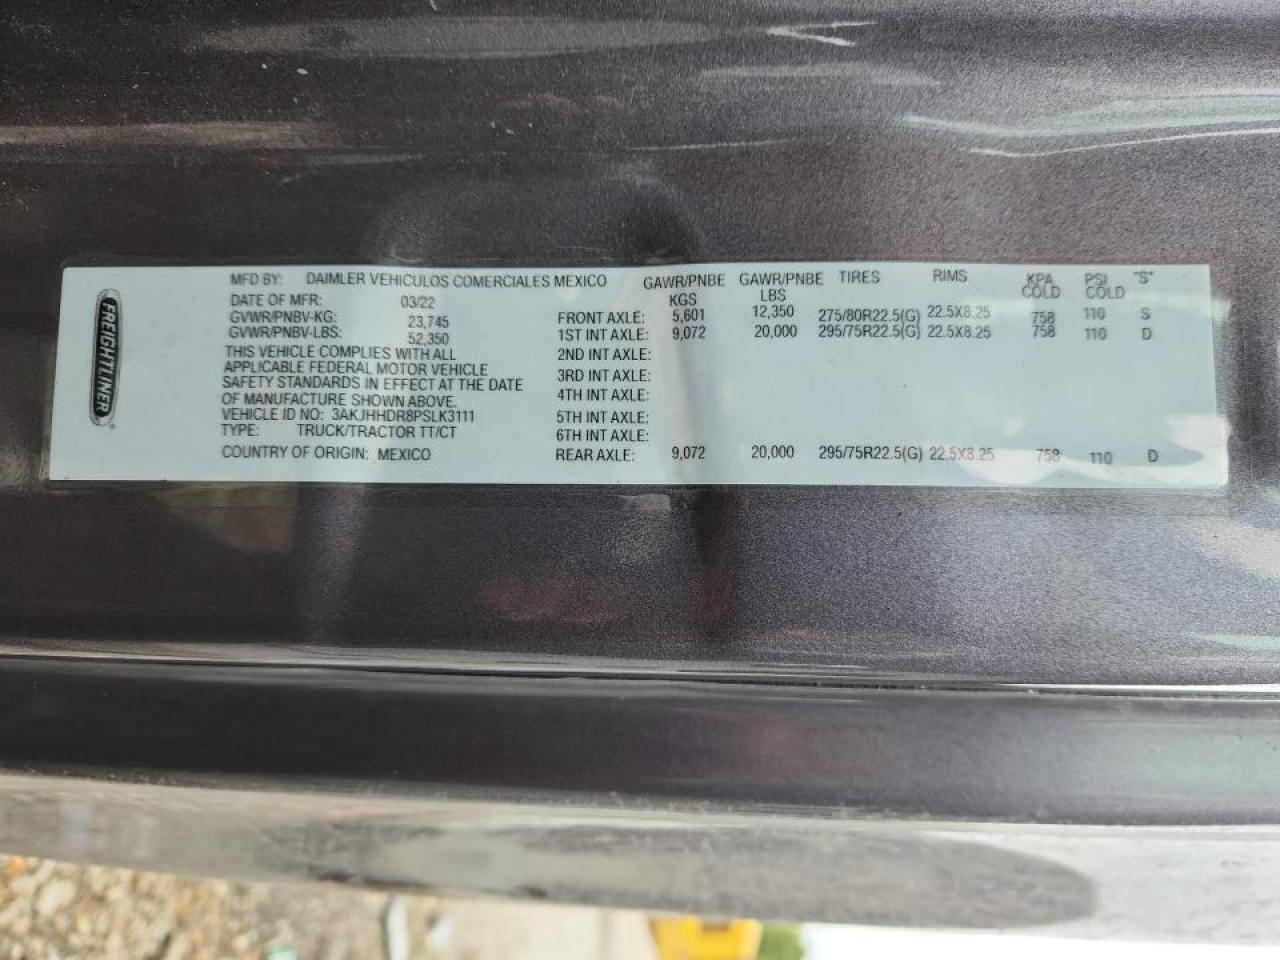 FREIGHTLINER
MFD BY: DAIMLER VEHICULOS COMERCIALES MEXICO
DATE OF MFR: 03/22
GVWR/PNBV-KG: 23,745
GVWR/PNBV-LBS: 52,350
THIS VEHICLE COMPLIES WITH ALL
APPLICABLE FEDERAL MOTOR VEHICLE
SAFETY STANDARDS IN EFFECT AT THE DATE
OF MANUFACTURE SHOWN ABOVE.
VEHICLE ID NO: 3AKJHHDR8PSLK3111
TYPE: TRUCK/TRACTOR TT/CT
COUNTRY OF ORIGIN: MEXICO
GAWR/PNBE GAWR/PNBE TIRES RIMS KPA PSI "S"
KGS LBS COLD COLD
FRONT AXLE: 5,601 12,350 275/80R22.5(G) 22.5X8.25 758 110 S
1ST INT AXLE: 9,072 20,000 295/75R22.5(G) 22.5X8.25 758 110 D
2ND INT AXLE:
3RD INT AXLE:
4TH INT AXLE:
5TH INT AXLE:
6TH INT AXLE:
REAR AXLE: 9,072 20,000 295/75R22.5(G) 22.5X8.25 758 110 D